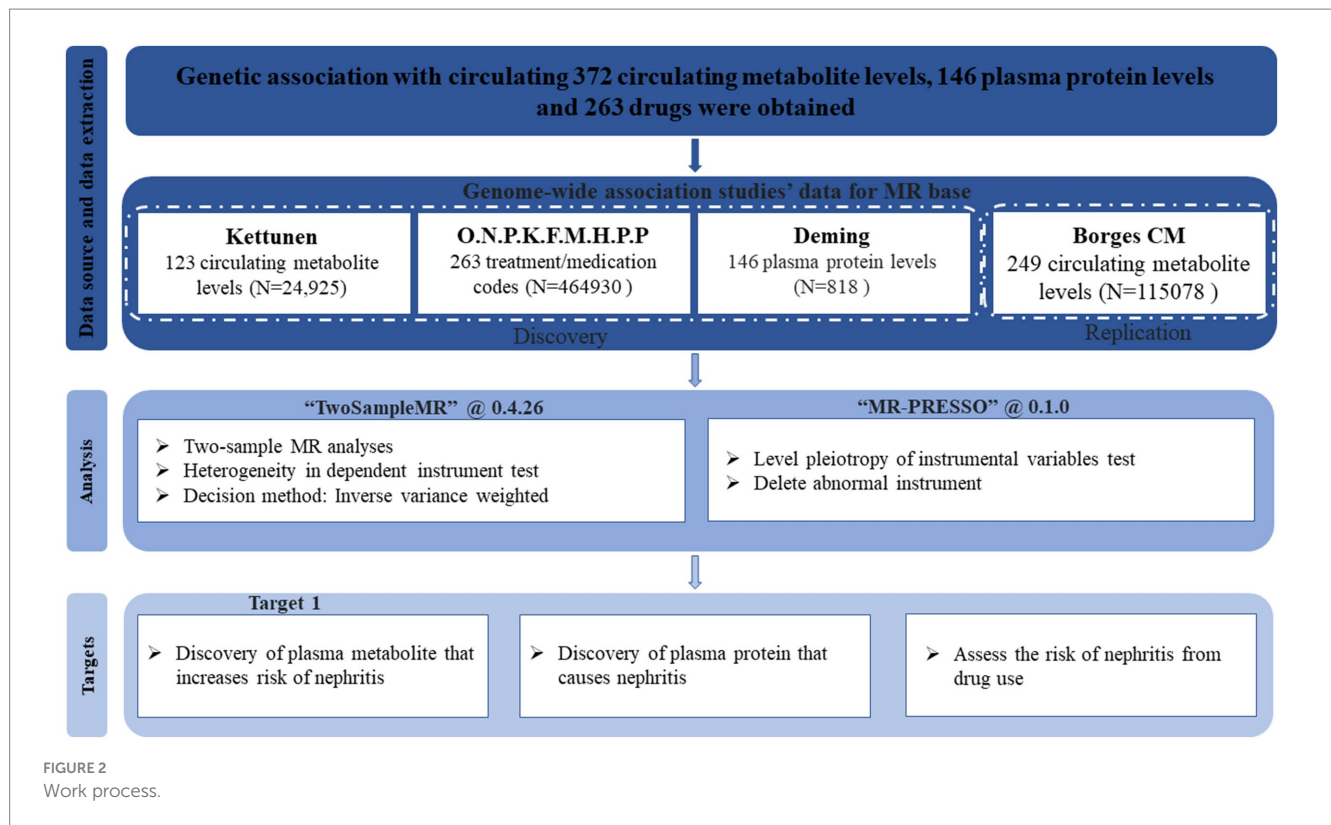 Data source and data extraction
Genetic association with circulating 372 circulating metabolite levels, 146 plasma protein levels
and 263 drugs were obtained
Genome-wide association studies’ data for MR base
Kettunen
123 circulating metabolite
levels (N=24,925)
O.N.P.K.F.M.H.P.P
263 treatment/medication
codes (N=464930 )
Deming
146 plasma protein levels
(N=818 )
Borges CM
249 circulating metabolite
levels (N=115078 )
Discovery
Replication
Analysis
“TwoSampleMR” @ 0.4.26
➢ Two-sample MR analyses
➢ Heterogeneity in dependent instrument test
➢ Decision method: Inverse variance weighted
“MR-PRESSO” @ 0.1.0
➢ Level pleiotropy of instrumental variables test
➢ Delete abnormal instrument
Targets
Target 1
➢ Discovery of plasma metabolite that
increases risk of nephritis
➢ Discovery of plasma protein that
causes nephritis
➢ Assess the risk of nephritis from
drug use
FIGURE 2
Work process.